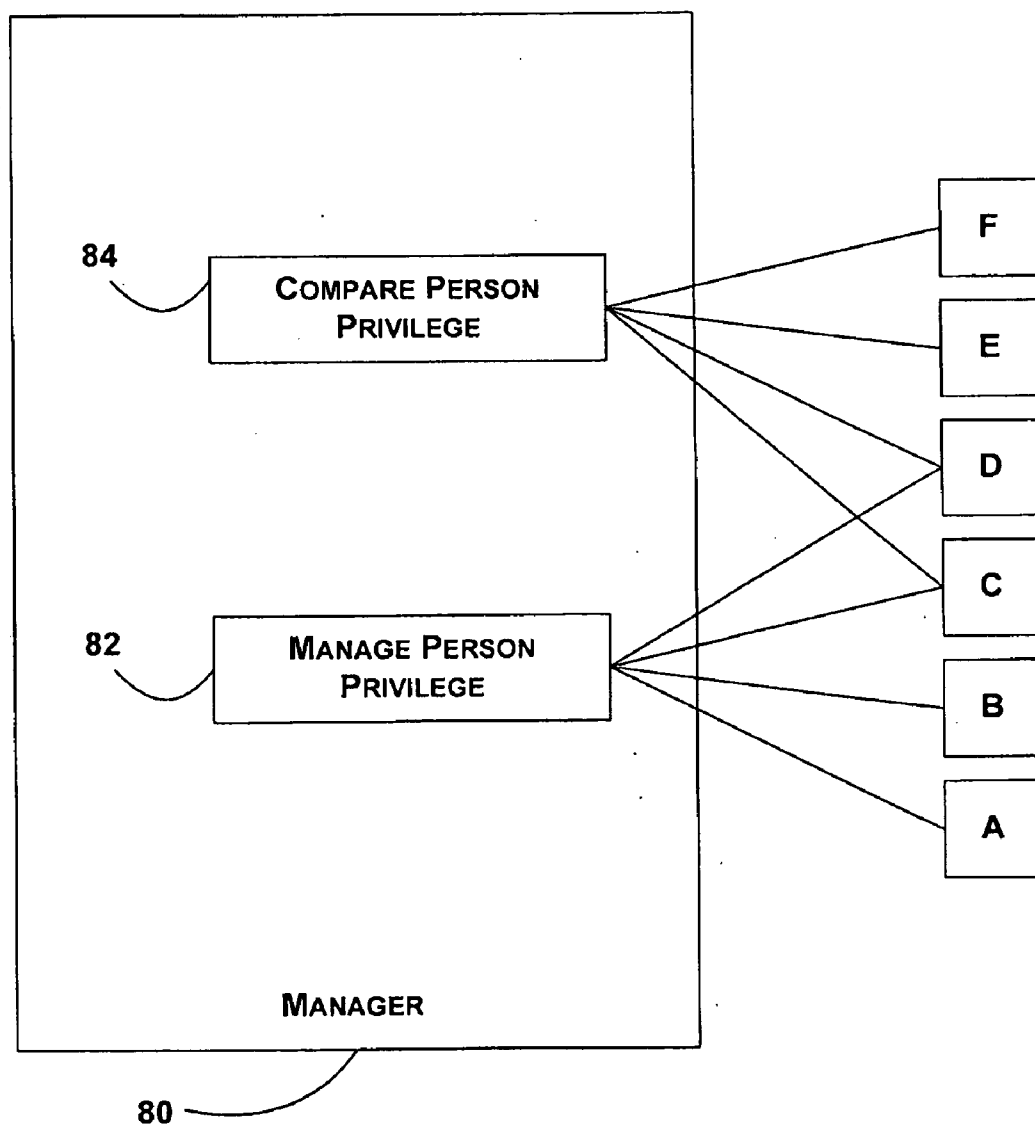 F
84
COMPARE PERSON
PRIVILEGE
E
D
C
82
MANAGE PERSON
PRIVILEGE
B
A
MANAGER
80